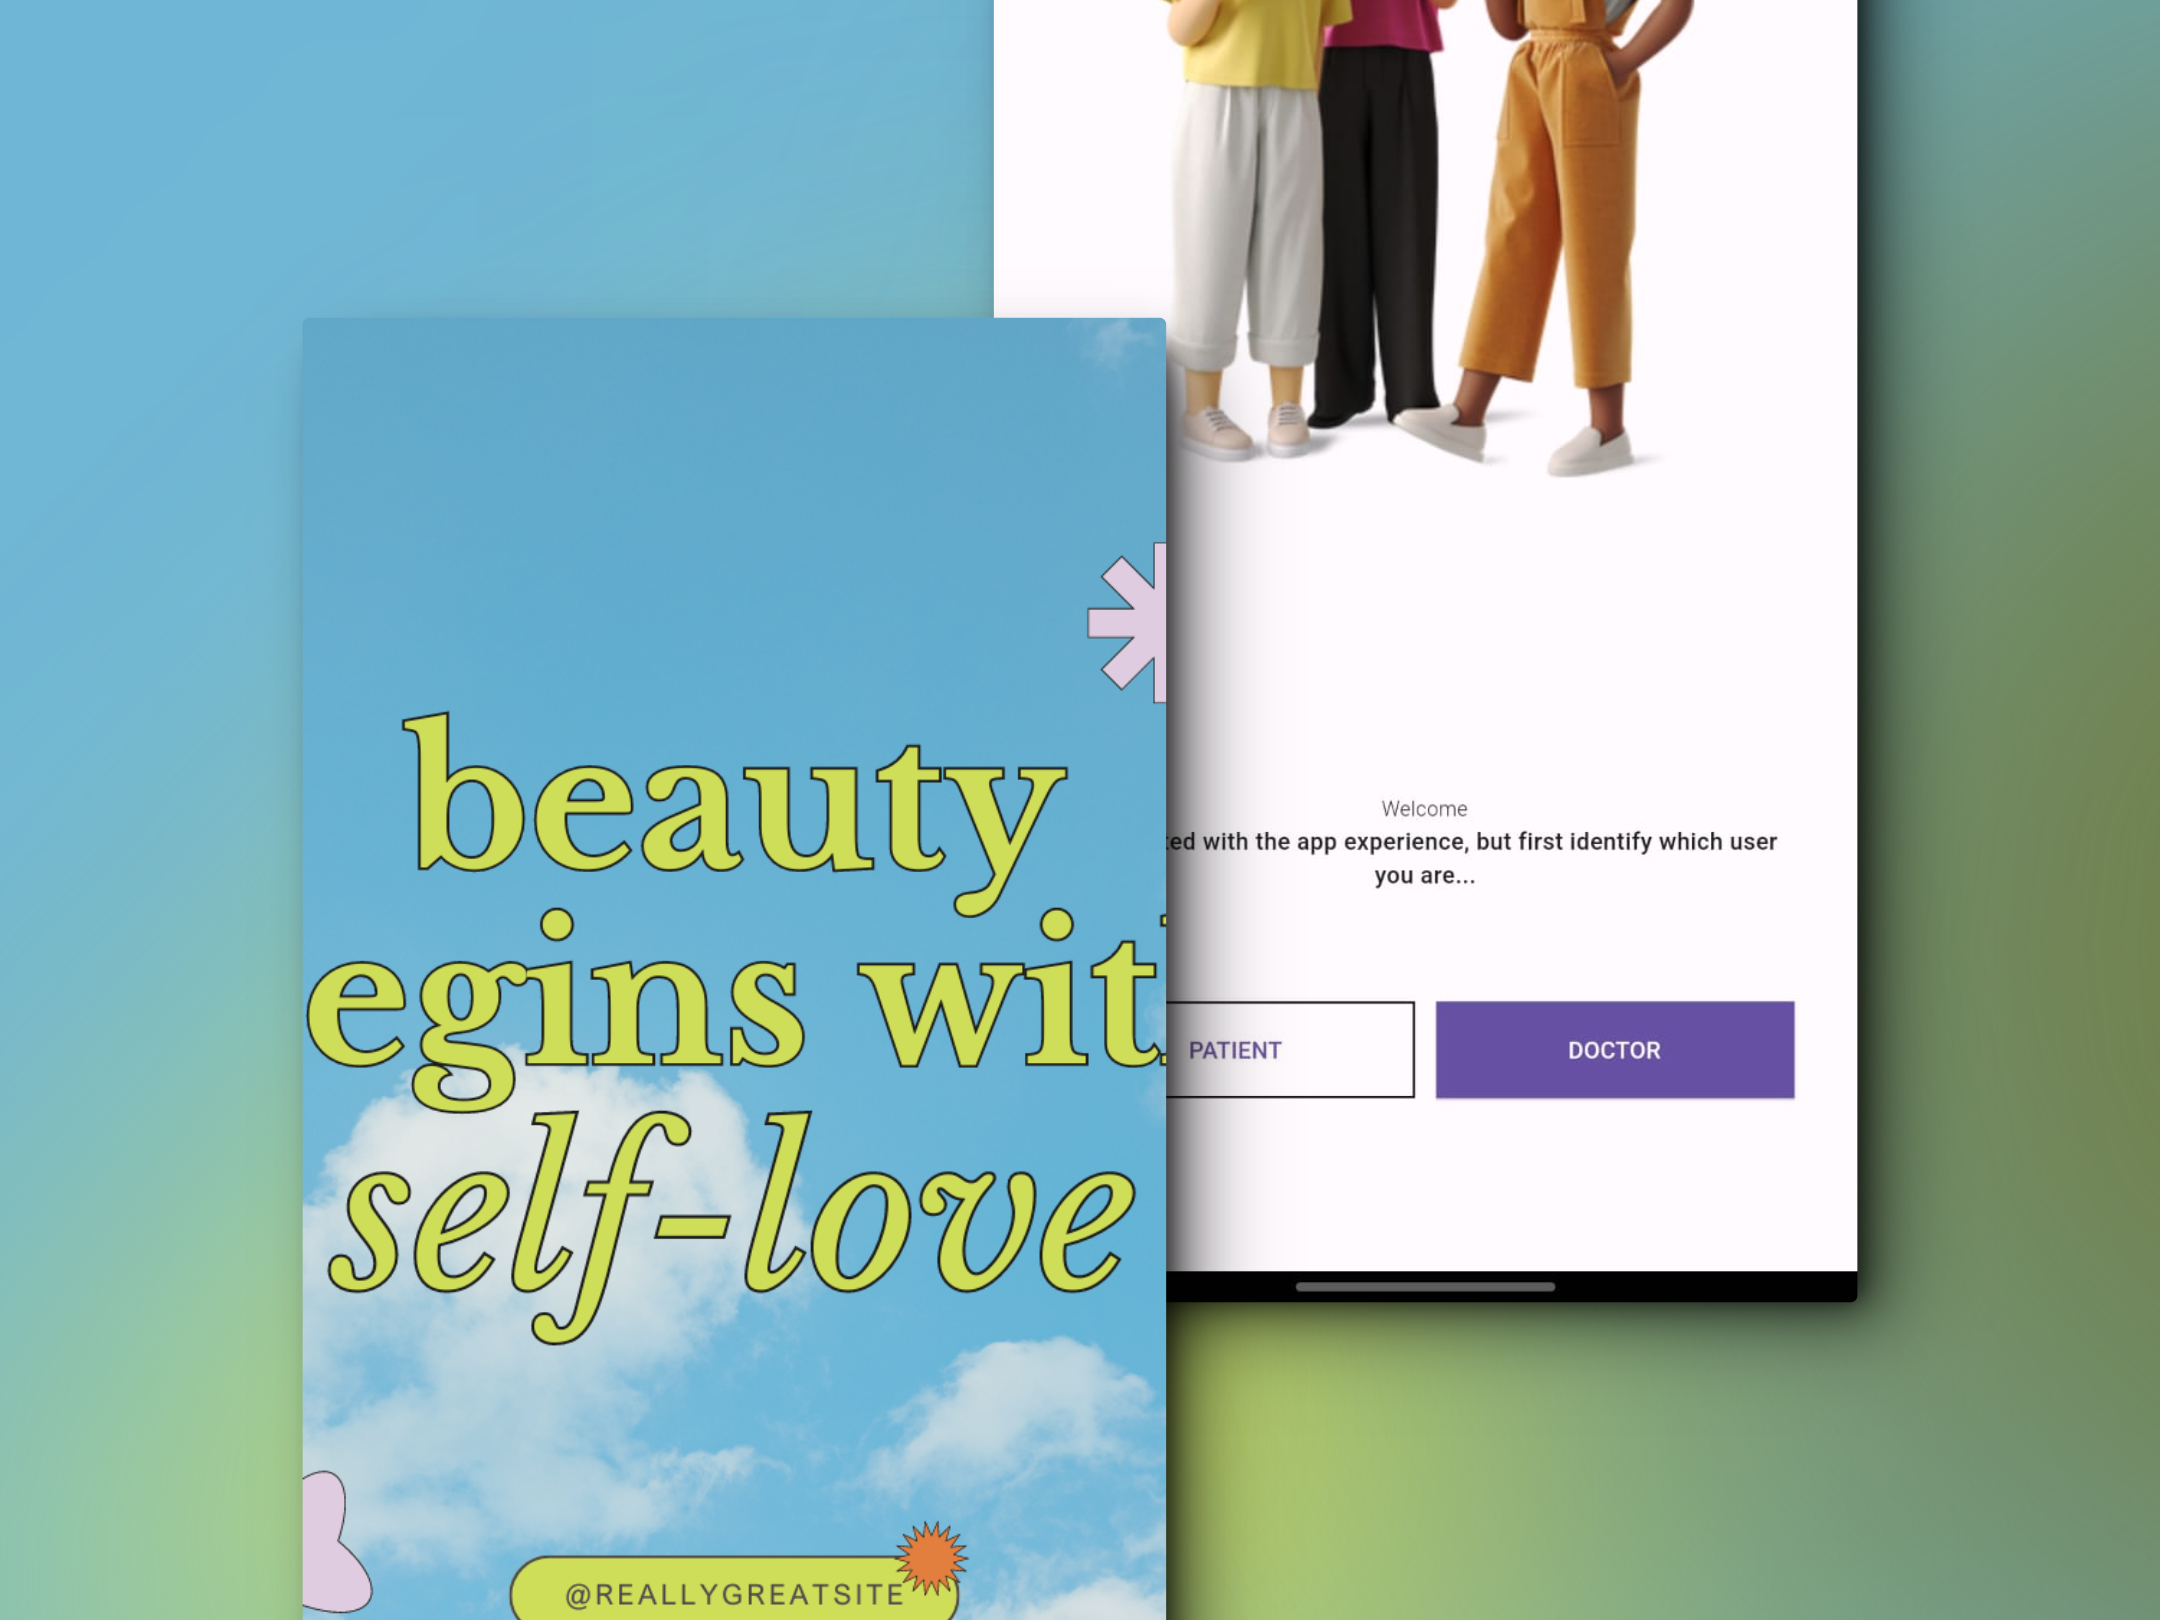 beauty
egins wit
self-love
@REALLYGREATSITE
Welcome
ted with the app experience, but first identify which user
you are...
PATIENT
DOCTOR